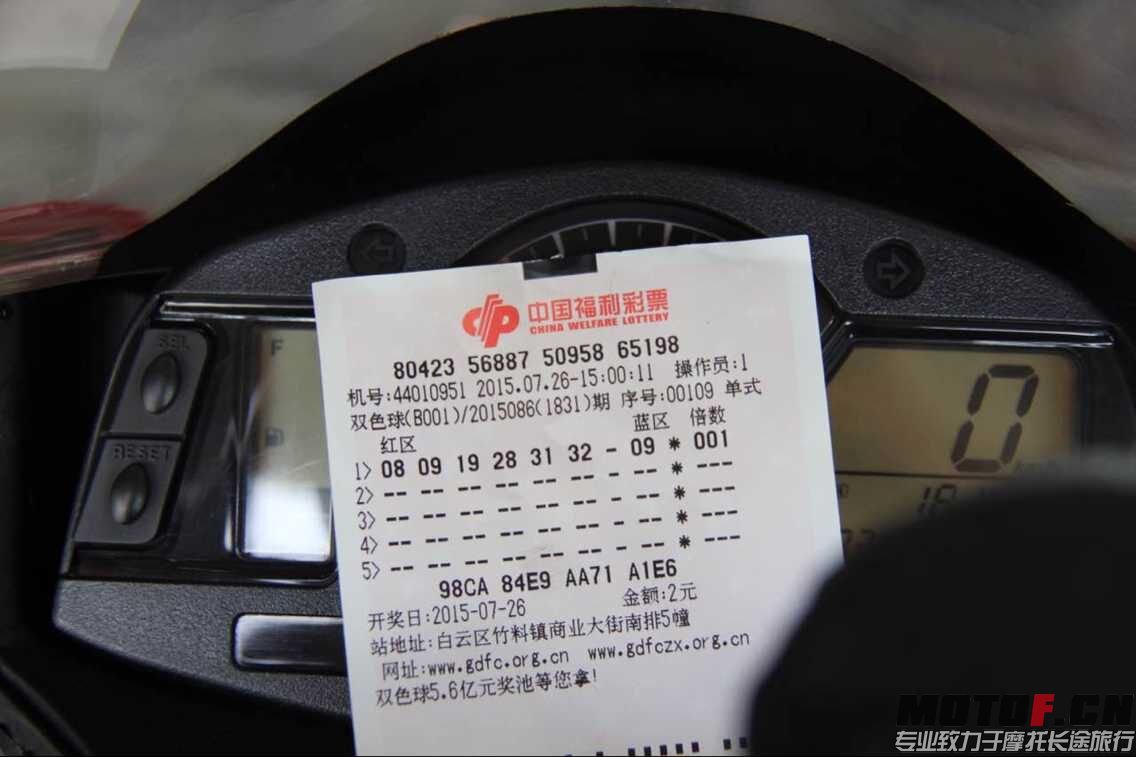 中国福利彩票
CHINA WELFARE LOTTERY
80423 56887 50958 65198
机号:44010951 2015.07.26-15:00:11 操作员:1
双色球(B001)/2015086(1831)期 序号:00109 单式
红区 蓝区 倍数
1> 08 09 19 28 31 32 - 09 * 001
2> -- -- -- -- -- -- - -- * ---
3> -- -- -- -- -- -- - -- * ---
4> -- -- -- -- -- -- - -- * ---
5> -- -- -- -- -- -- - -- * ---
98CA 84E9 AA71 A1E6
开奖日:2015-07-26 金额:2元
站地址:白云区竹料镇商业大街南排5幢
网址:www.gdfc.org.cn www.gdfczx.org.cn
双色球5.6亿元奖池等您拿!
SEL
RESET
F
0
MOTOF.CN
专业致力于摩托长途旅行